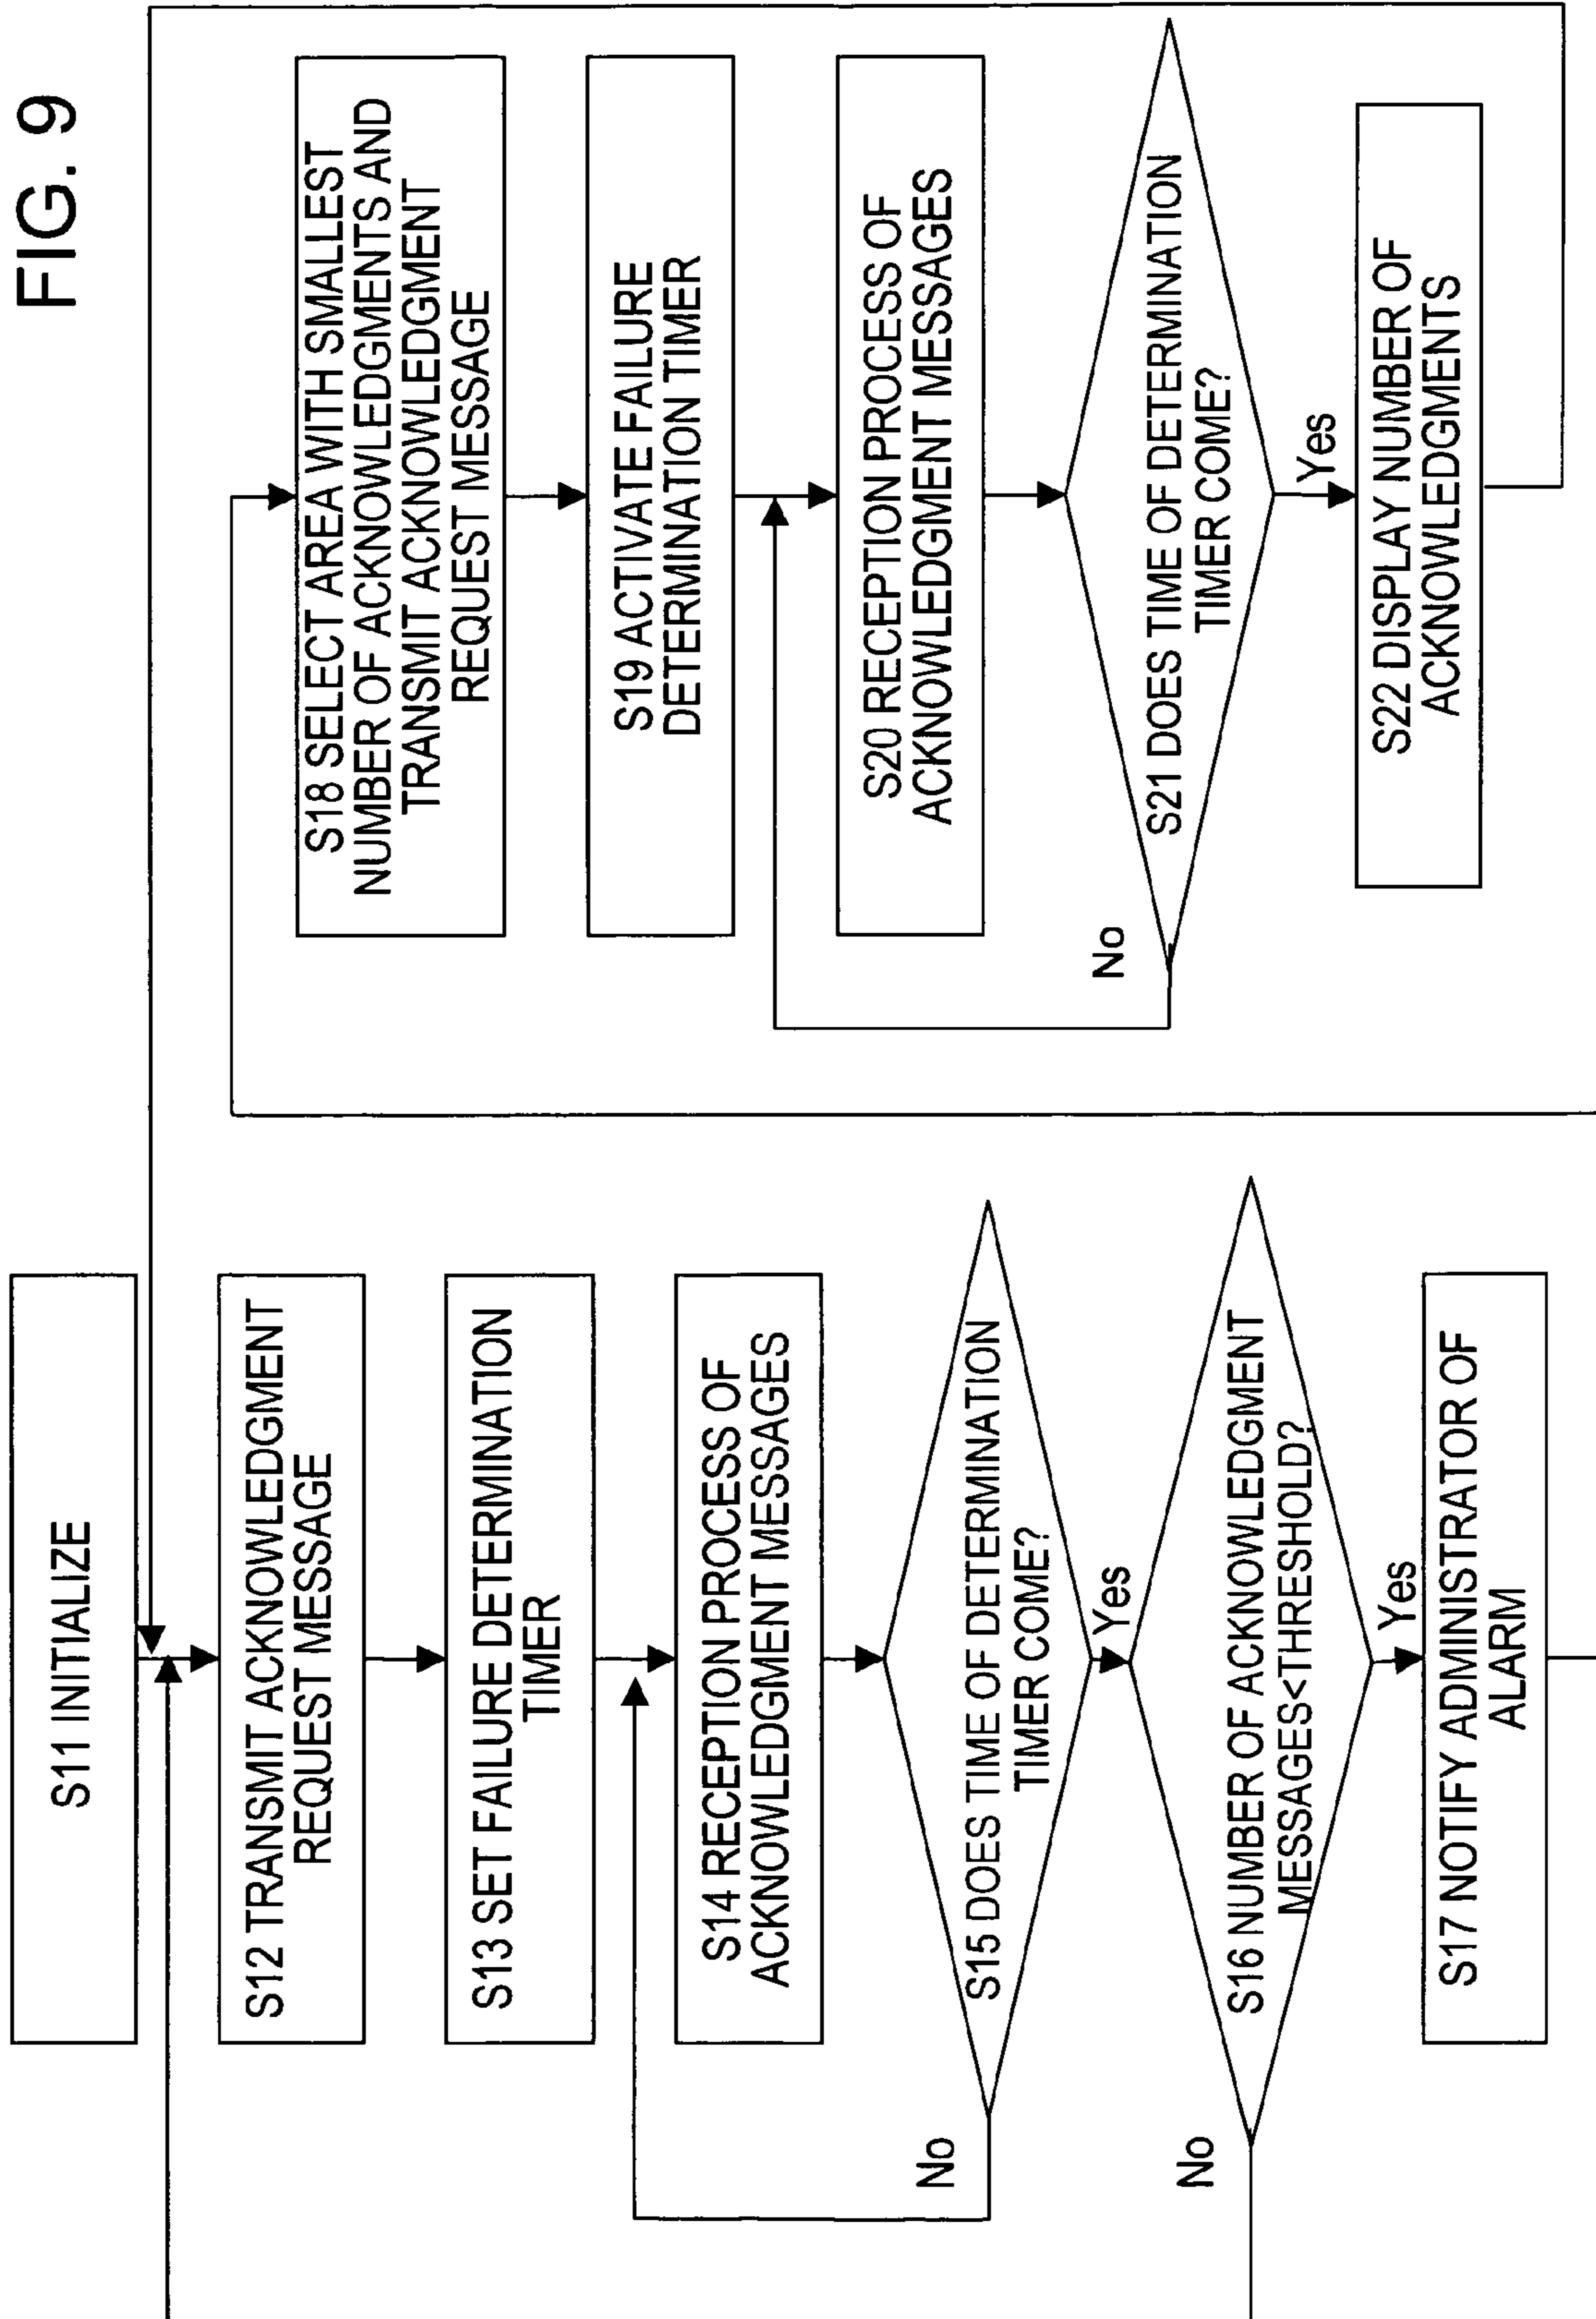 FIG. 9
S11 INITIALIZE
S12 TRANSMIT ACKNOWLEDGMENT
REQUEST MESSAGE
S13 SET FAILURE DETERMINATION
TIMER
S14 RECEPTION PROCESS OF
ACKNOWLEDGMENT MESSAGES
S15 DOES TIME OF DETERMINATION
TIMER COME?
No
Yes
S16 NUMBER OF ACKNOWLEDGMENT
MESSAGES<THRESHOLD?
No
Yes
S17 NOTIFY ADMINISTRATOR OF
ALARM
S18 SELECT AREA WITH SMALLEST
NUMBER OF ACKNOWLEDGMENTS AND
TRANSMIT ACKNOWLEDGMENT
REQUEST MESSAGE
S19 ACTIVATE FAILURE
DETERMINATION TIMER
S20 RECEPTION PROCESS OF
ACKNOWLEDGMENT MESSAGES
S21 DOES TIME OF DETERMINATION
TIMER COME?
No
Yes
S22 DISPLAY NUMBER OF
ACKNOWLEDGMENTS